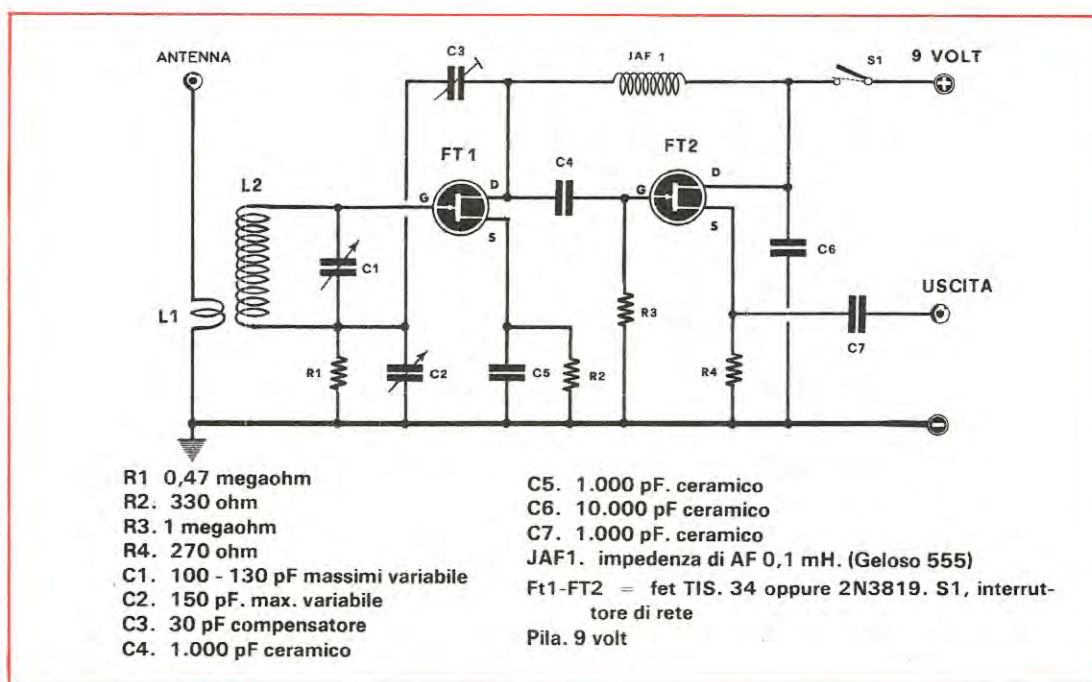 ANTENNA
C3
JAF 1
S1
9 VOLT
+
FT1
FT2
C4
L2
G
D
S
G
D
S
C1
C6
L1
R3
USCITA
R1
C2
C5
R2
R4
C7
-
R1 0,47 megaohm
R2. 330 ohm
R3. 1 megaohm
R4. 270 ohm
C1. 100 - 130 pF massimi variabile
C2. 150 pF. max. variabile
C3. 30 pF compensatore
C4. 1.000 pF ceramico
C5. 1.000 pF. ceramico
C6. 10.000 pF ceramico
C7. 1.000 pF ceramico
JAF1. impedenza di AF 0,1 mH. (Geloso 555)
Ft1-FT2 = fet TIS. 34 oppure 2N3819. S1, interrut-
tore di rete
Pila. 9 volt